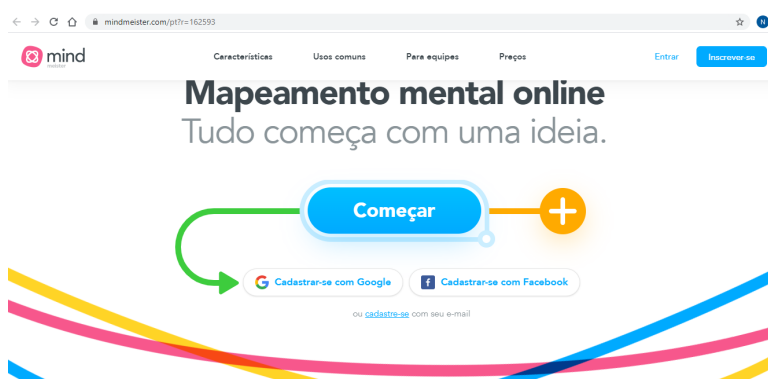 mindmeister.com/pt?r=162593
N
mind
meister
Características Usos comuns Para equipes Preços Entrar Inscrever-se
Mapeamento mental online
Tudo começa com uma ideia.
Começar
Cadastrar-se com Google Cadastrar-se com Facebook
ou cadastre-se com seu e-mail